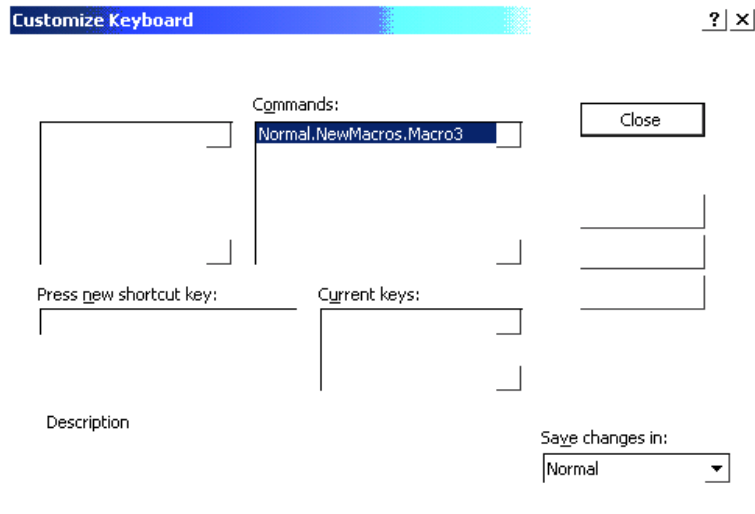 Customize Keyboard
Commands:
Normal.NewMacros.Macro3
Close
Press new shortcut key:
Current keys:
Description
Save changes in:
Normal